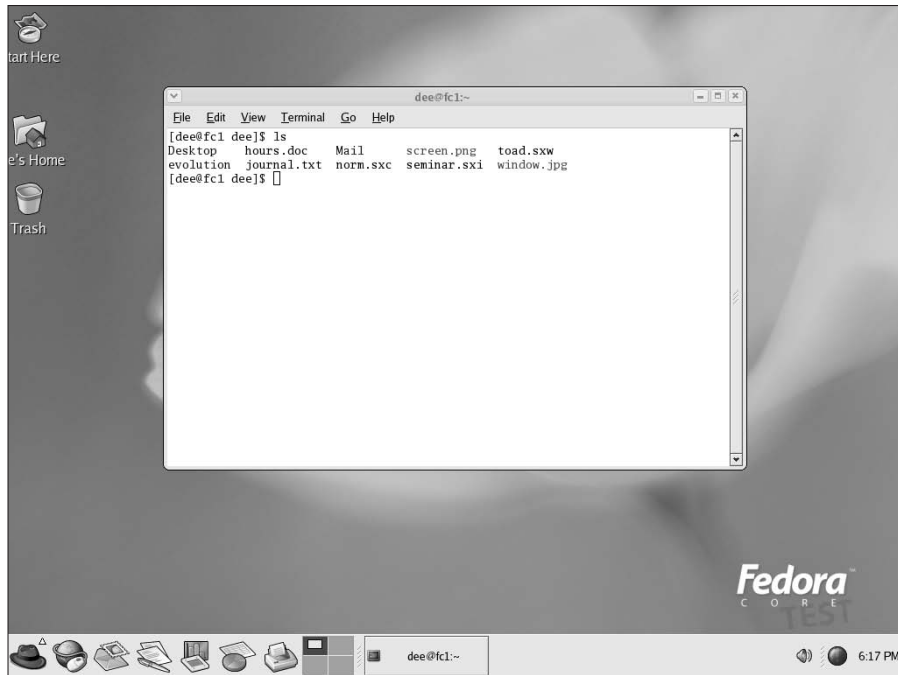 tart Here
e's Home
Trash
dee@fc1:~
File Edit View Terminal Go Help
[dee@fc1 dee]$ ls
Desktop hours.doc Mail screen.png toad.sxw
evolution journal.txt norm.sxc seminar.sxi window.jpg
[dee@fc1 dee]$
Fedora
CORE
TEST
dee@fc1:~
6:17 PM